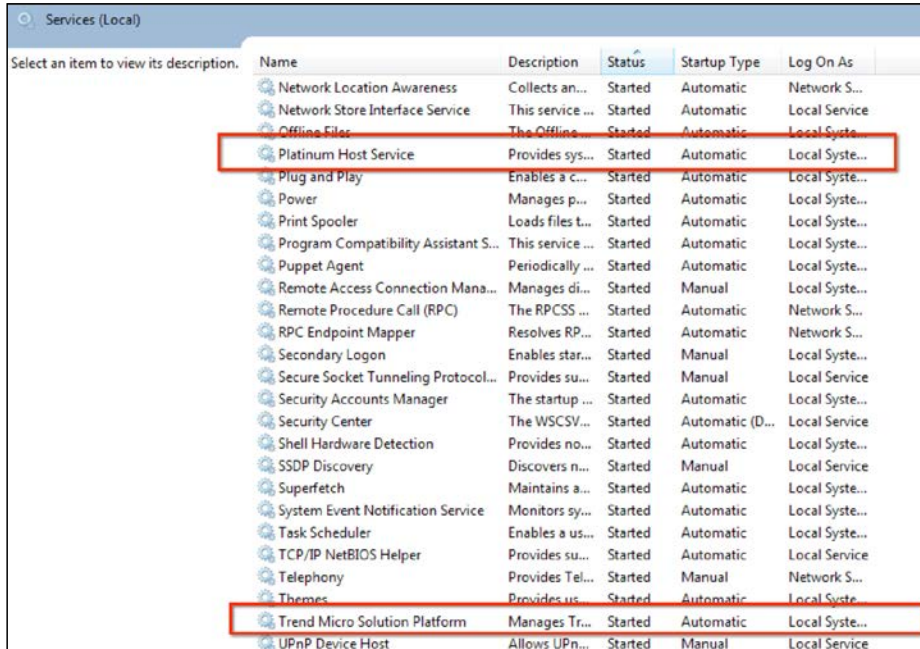 Services (Local)
Select an item to view its description.
Name Description Status Startup Type Log On As
Network Location Awareness Collects an... Started Automatic Network S...
Network Store Interface Service This service ... Started Automatic Local Service
Offline Files The Offline ... Started Automatic Local Syste...
Platinum Host Service Provides sys... Started Automatic Local Syste...
Plug and Play Enables a c... Started Automatic Local Syste...
Power Manages p... Started Automatic Local Syste...
Print Spooler Loads files t... Started Automatic Local Syste...
Program Compatibility Assistant S... This service ... Started Automatic Local Syste...
Puppet Agent Periodically ... Started Automatic Local Syste...
Remote Access Connection Mana... Manages di... Started Manual Local Syste...
Remote Procedure Call (RPC) The RPCSS ... Started Automatic Network S...
RPC Endpoint Mapper Resolves RP... Started Automatic Network S...
Secondary Logon Enables star... Started Manual Local Syste...
Secure Socket Tunneling Protocol... Provides su... Started Manual Local Service
Security Accounts Manager The startup ... Started Automatic Local Syste...
Security Center The WSCSV... Started Automatic (D... Local Service
Shell Hardware Detection Provides no... Started Automatic Local Syste...
SSDP Discovery Discovers n... Started Manual Local Service
Superfetch Maintains a... Started Automatic Local Syste...
System Event Notification Service Monitors sy... Started Automatic Local Syste...
Task Scheduler Enables a us... Started Automatic Local Syste...
TCP/IP NetBIOS Helper Provides su... Started Automatic Local Service
Telephony Provides Tel... Started Manual Network S...
Themes Provides us... Started Automatic Local Syste...
Trend Micro Solution Platform Manages Tr... Started Automatic Local Syste...
UPnP Device Host Allows UPn... Started Manual Local Service